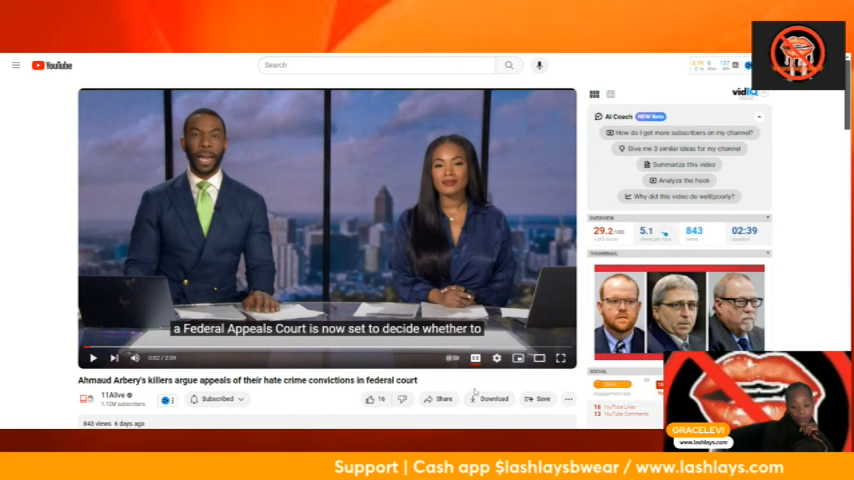 YouTube
Search
vidIQ
AI Coach NEW Beta
How do I get more subscribers on my channel?
Give me 3 similar ideas for my channel
Summarize this video
Analyze the hook
Why did this video do well/poorly?
OVERVIEW
29.2/100
5.1
843
02:39
THUMBNAIL
a Federal Appeals Court is now set to decide whether to
0:02 / 2:39
Ahmaud Arbery's killers argue appeals of their hate crime convictions in federal court
11Alive
1.72M subscribers
Subscribed
16
Share
Download
Save
843 views 6 days ago
SOCIAL
16 YouTube Likes
13 YouTube Comments
GRACELEVI
www.lashlays.com
Support | Cash app $lashlaysbwear / www.lashlays.com